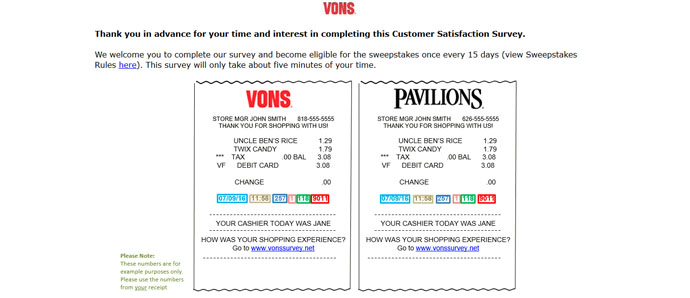 VONS.
Thank you in advance for your time and interest in completing this Customer Satisfaction Survey.
We welcome you to complete our survey and become eligible for the sweepstakes once every 15 days (view Sweepstakes
Rules here). This survey will only take about five minutes of your time.
VONS.
STORE MGR JOHN SMITH 818-555-5555
THANK YOU FOR SHOPPING WITH US!
UNCLE BEN'S RICE 1.29
TWIX CANDY 1.79
*** TAX .00 BAL 3.08
VF DEBIT CARD 3.08
CHANGE .00
07/09/16 11:58 257 1 118 9011
YOUR CASHIER TODAY WAS JANE
HOW WAS YOUR SHOPPING EXPERIENCE?
Go to www.vonssurvey.net
PAVILIONS.
STORE MGR JOHN SMITH 626-555-5555
THANK YOU FOR SHOPPING WITH US!
UNCLE BEN'S RICE 1.29
TWIX CANDY 1.79
*** TAX .00 BAL 3.08
VF DEBIT CARD 3.08
CHANGE .00
07/09/16 11:58 257 1 118 9011
YOUR CASHIER TODAY WAS JANE
HOW WAS YOUR SHOPPING EXPERIENCE?
Go to www.vonssurvey.net
Please Note:
These numbers are for
example purposes only.
Please use the numbers
from your receipt